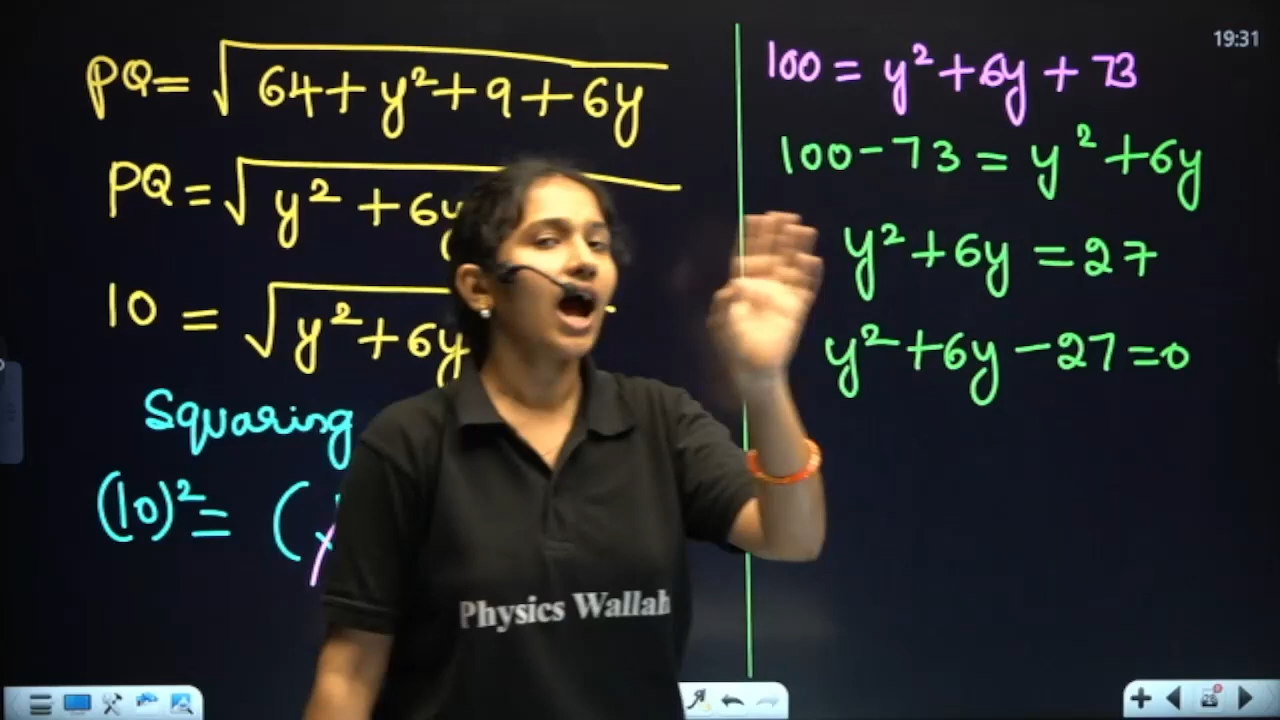 PQ= √64+y²+9+6y
PQ=√y²+6y
10 = √y²+6y
Squaring
(10)²= (
100 = y²+6y+73
100-73=y²+6y
y²+6y=27
y²+6y-27=0
19:31
Physics Wallah